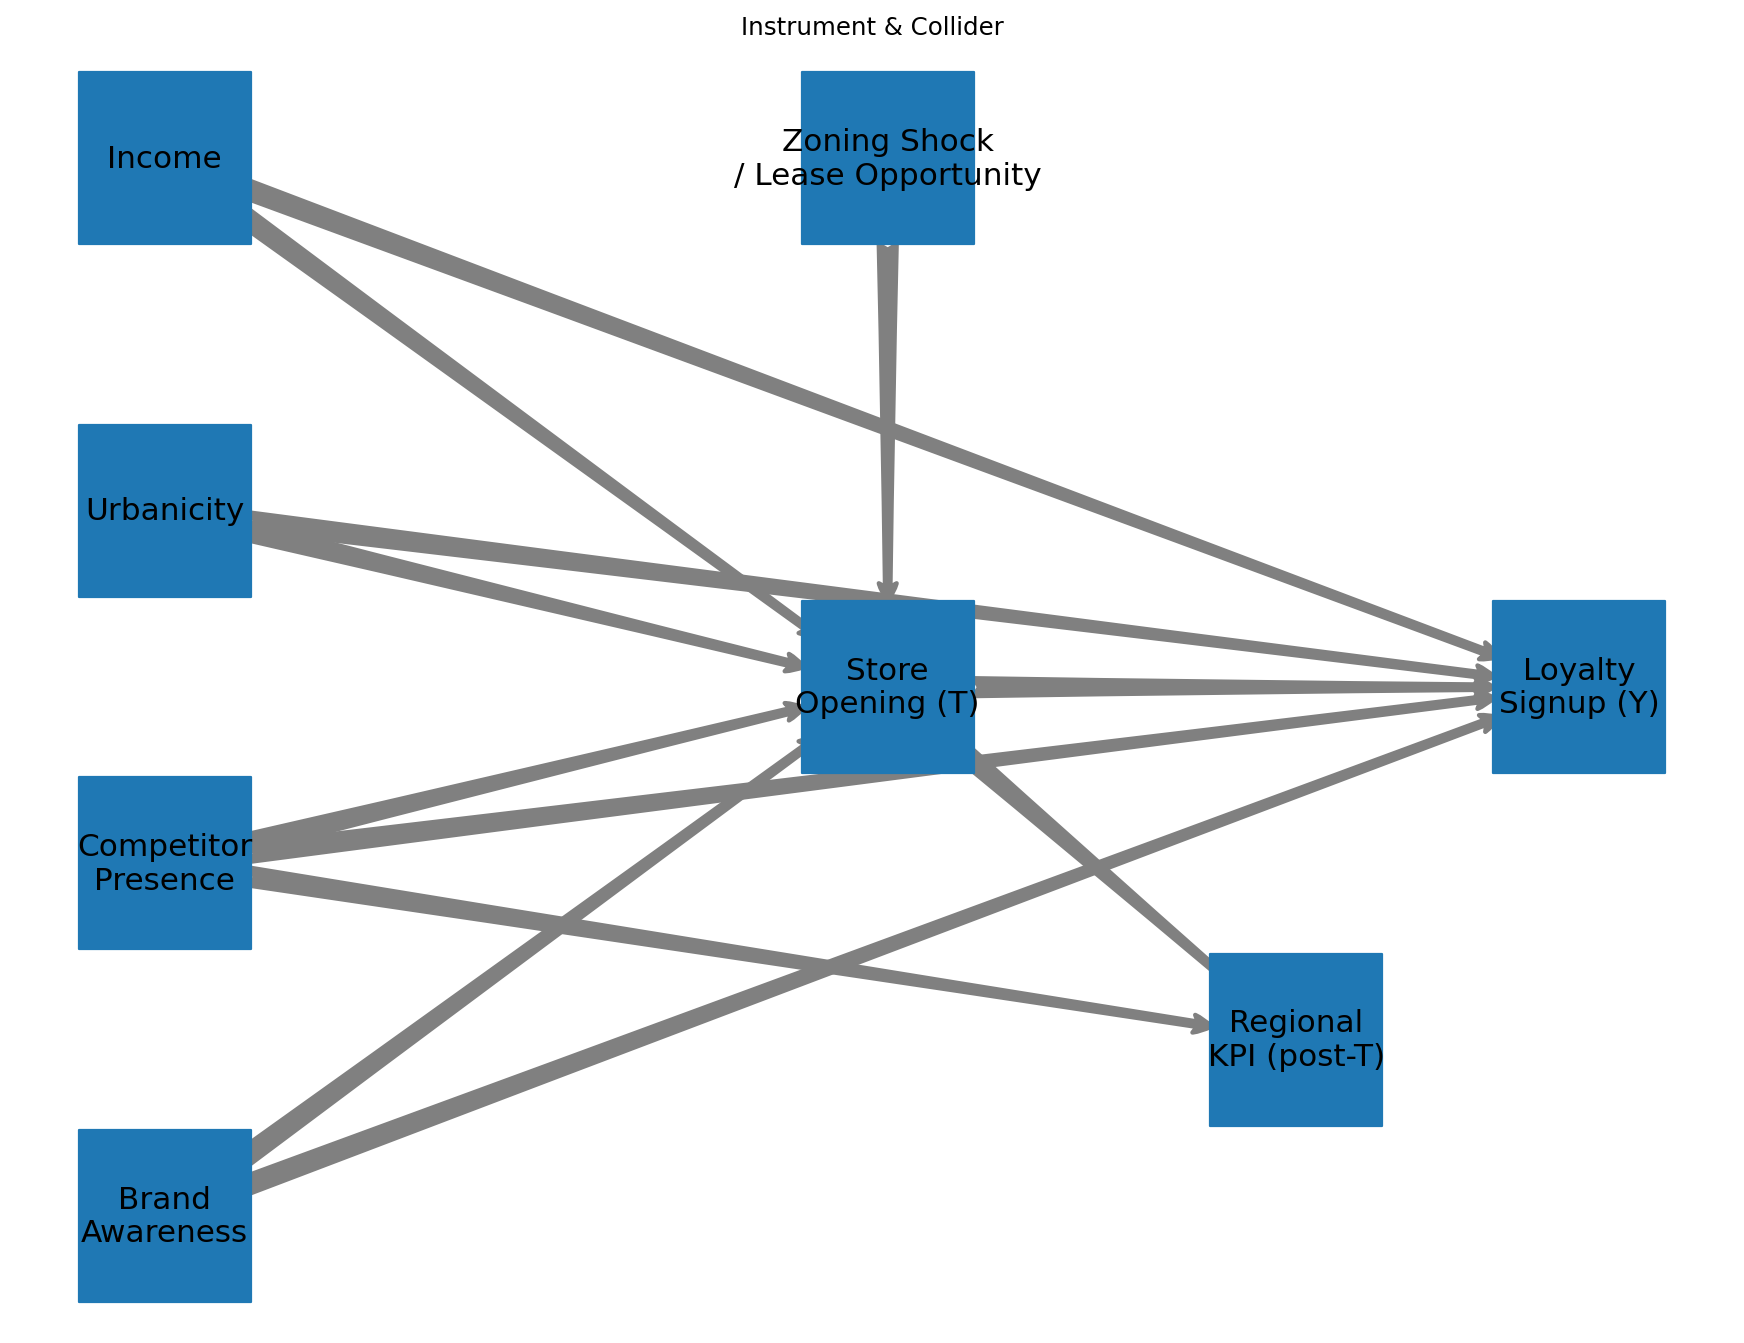 Instrument & Collider
Income
Zoning Shock
/ Lease Opportunity
Urbanicity
Store
Opening (T)
Loyalty
Signup (Y)
Competitor
Presence
Regional
KPI (post-T)
Brand
Awareness